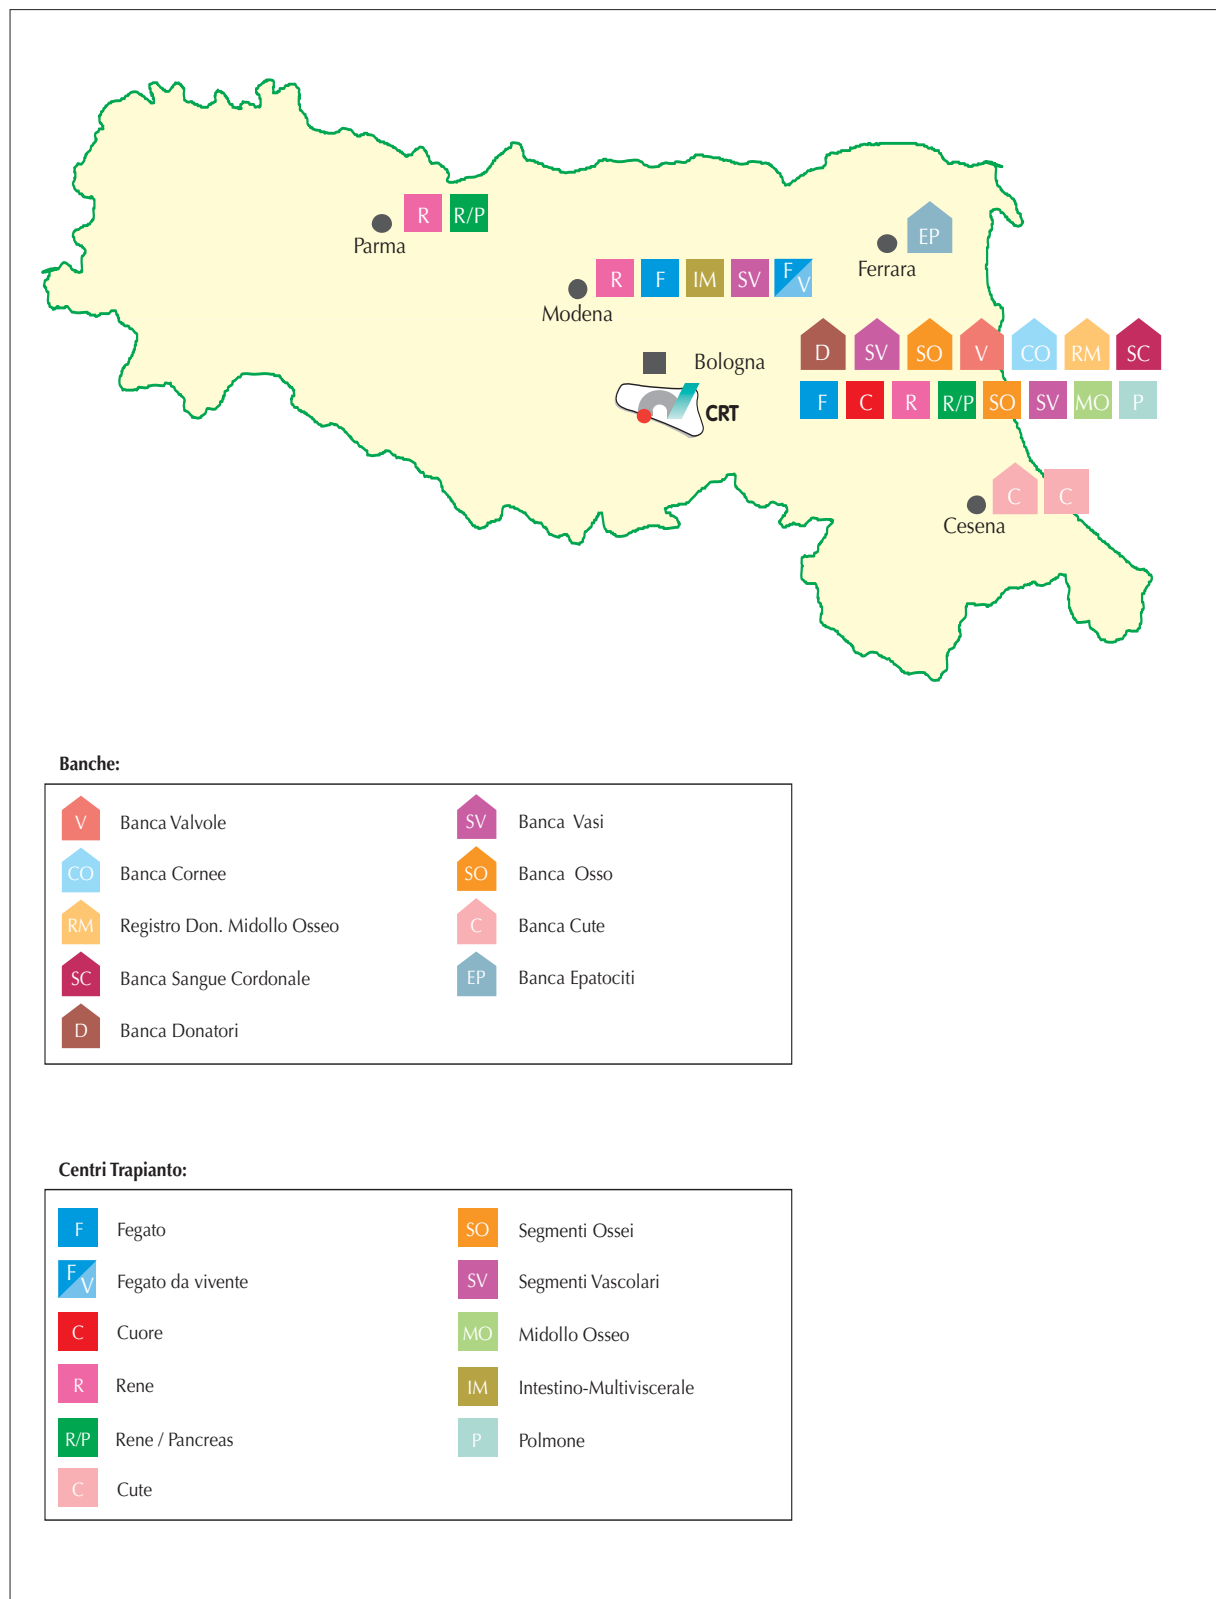 R R/P
Parma
EP
Ferrara
R F IM SV F V
Modena
D SV SO V CO RM SC
Bologna
F C R R/P SO SV MO P
CRT
C C
Cesena
Banche:
V Banca Valvole
CO Banca Cornee
RM Registro Don. Midollo Osseo
SC Banca Sangue Cordonale
D Banca Donatori
SV Banca Vasi
SO Banca Osso
C Banca Cute
EP Banca Epatociti
Centri Trapianto:
F Fegato
F V Fegato da vivente
C Cuore
R Rene
R/P Rene / Pancreas
C Cute
SO Segmenti Ossei
SV Segmenti Vascolari
MO Midollo Osseo
IM Intestino-Multiviscerale
P Polmone